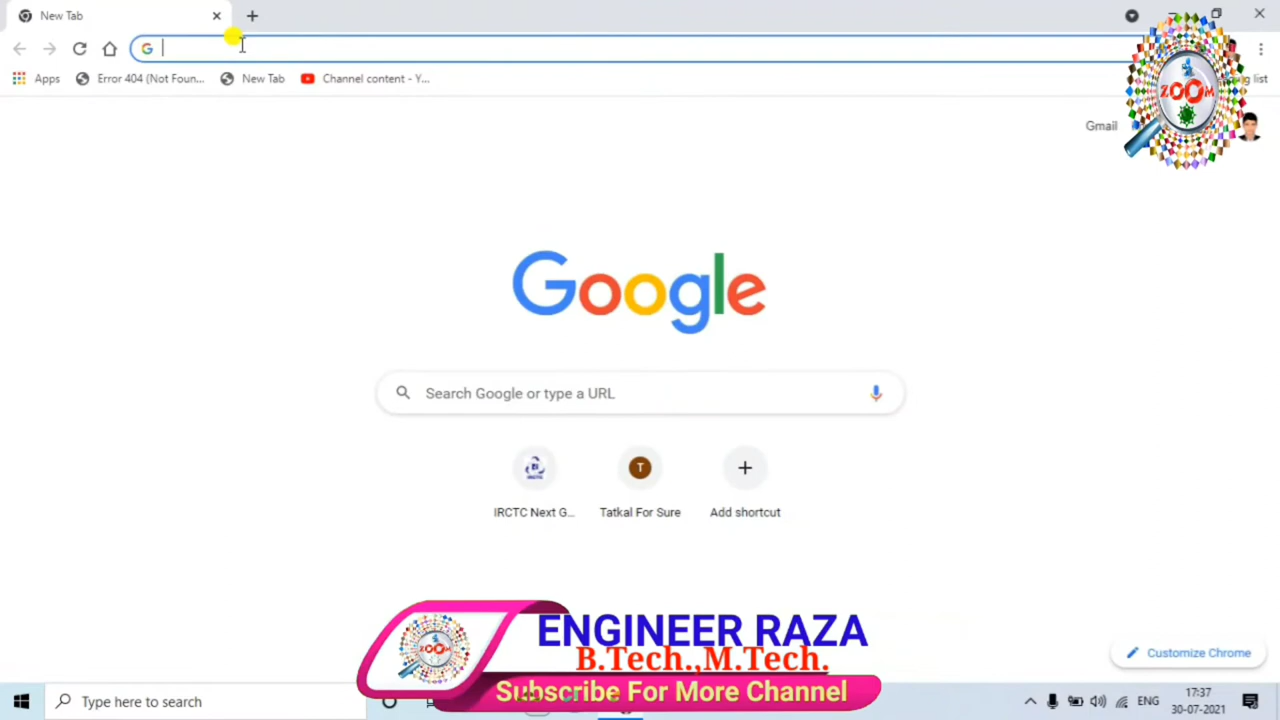 New Tab
Apps Error 404 (Not Foun... New Tab Channel content - Y...
ZOOM
Gmail
Google
Search Google or type a URL
IRCTC Next G... Tatkal For Sure Add shortcut
T
ENGINEER RAZA
B.Tech.,M.Tech.
ZOOM
Subscribe For More Channel
Customize Chrome
Type here to search
ENG
17:37
30-07-2021